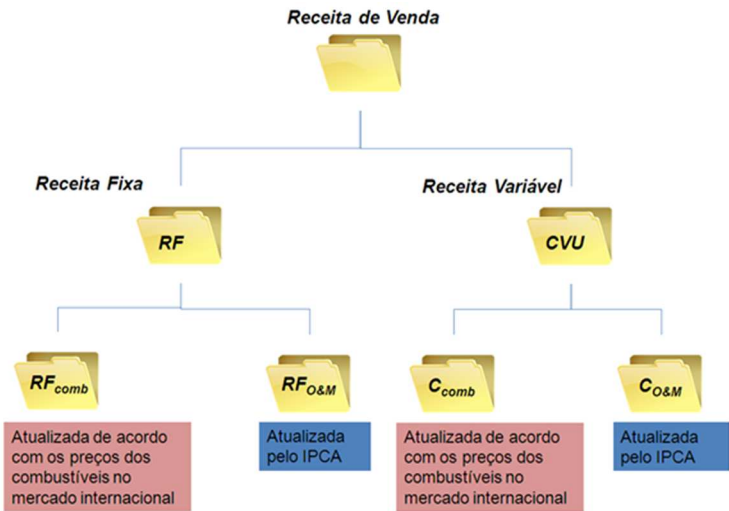 Receita de Venda
Receita Fixa
Receita Variável
RF
CVU
RFcomb
RFO&M
Ccomb
CO&M
Atualizada de acordo
com os preços dos
combustíveis no
mercado internacional
Atualizada
pelo IPCA
Atualizada de acordo
com os preços dos
combustíveis no
mercado internacional
Atualizada
pelo IPCA